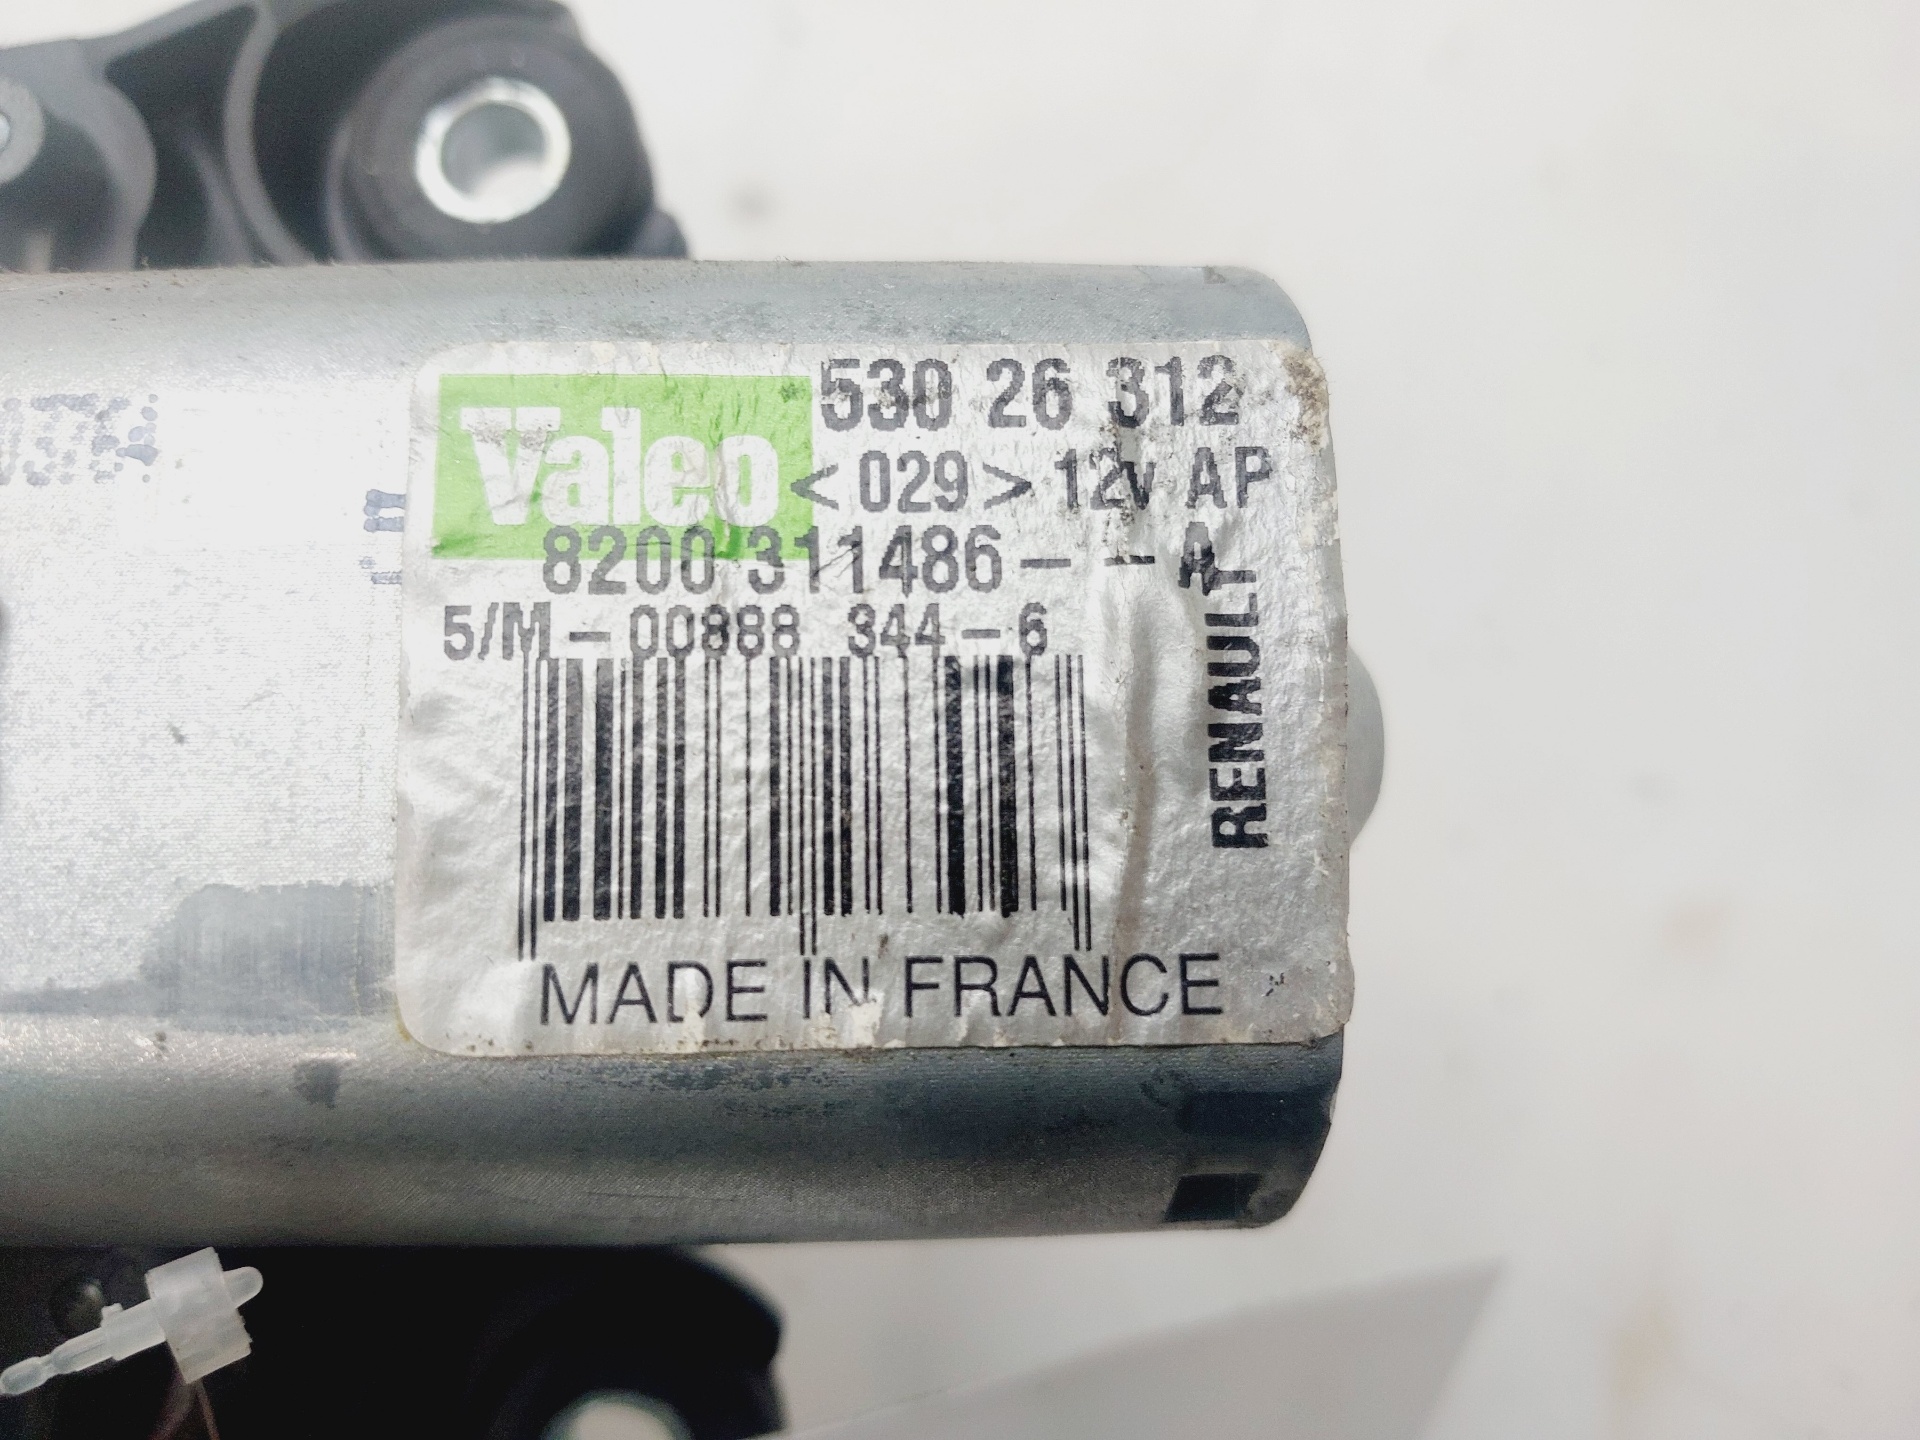 Valeo
530 26 312
<029> 12v AP
8200 311486 - - A
5/M - 00888 344 - 6
RENAULT
MADE IN FRANCE